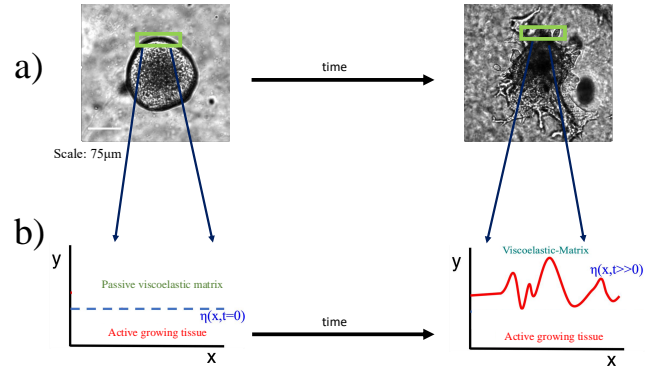 a)
time
Scale: 75μm
b)
y
Passive viscoelastic matrix
η(x,t=0)
Active growing tissue
x
time
Viscoelastic-Matrix
y
η(x,t>>0)
Active growing tissue
x